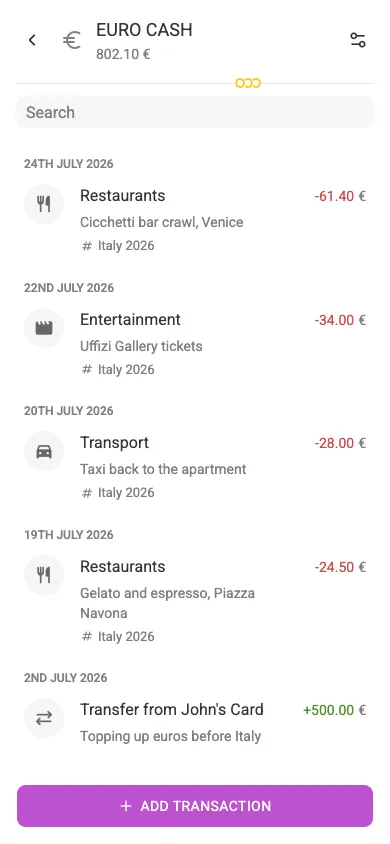 EURO CASH
802.10 €
Search
24TH JULY 2026
Restaurants -61.40 €
Cicchetti bar crawl, Venice
# Italy 2026
22ND JULY 2026
Entertainment -34.00 €
Uffizi Gallery tickets
# Italy 2026
20TH JULY 2026
Transport -28.00 €
Taxi back to the apartment
# Italy 2026
19TH JULY 2026
Restaurants -24.50 €
Gelato and espresso, Piazza
Navona
# Italy 2026
2ND JULY 2026
Transfer from John's Card +500.00 €
Topping up euros before Italy
+ ADD TRANSACTION